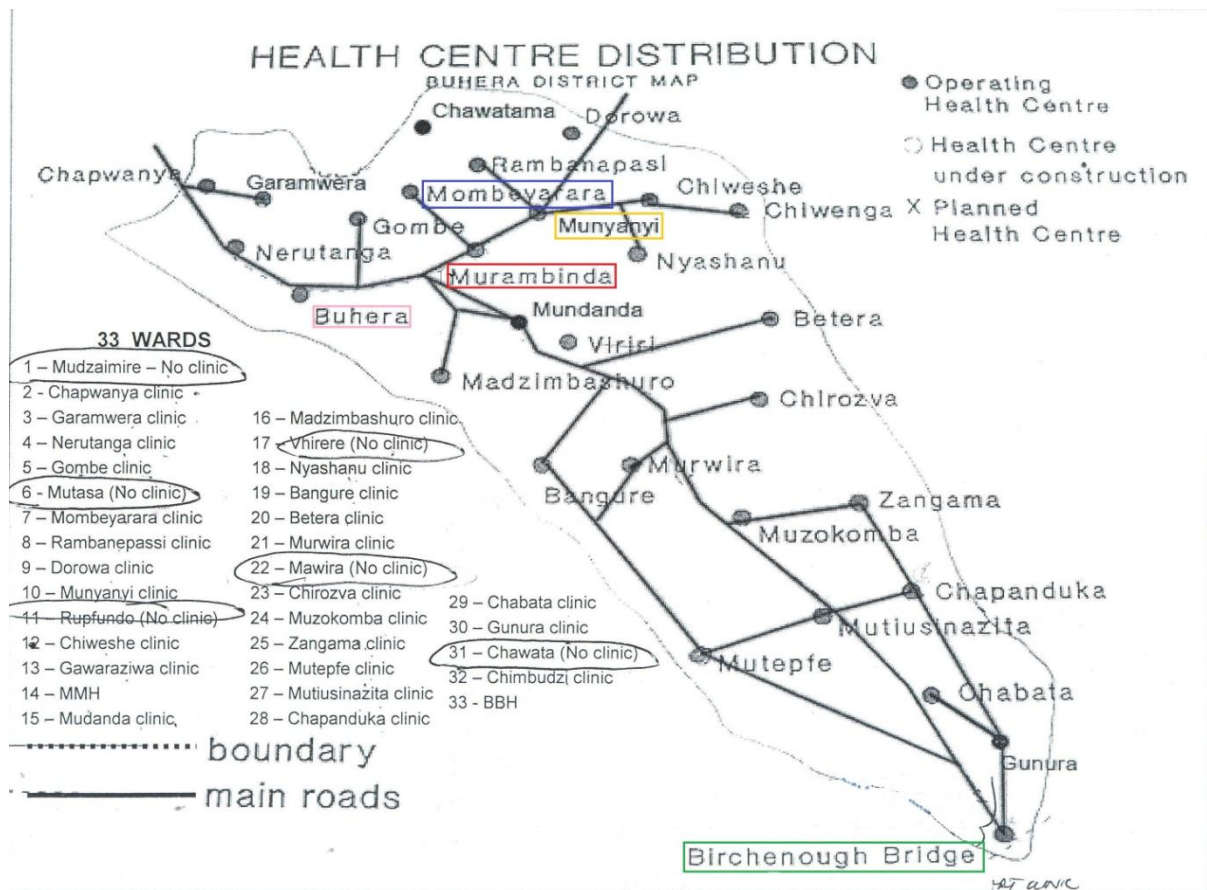 HEALTH CENTRE DISTRIBUTION
BUHERA DISTRICT MAP
Operating
Health Centre
Health Centre
under construction
X Planned
Health Centre
Chawatama
Dorowa
Rambanapasi
Chapwanya
Garamwera
Mombeyarara
Chiweshe
Chiwenga
Gombe
Munyanyi
Nerutanga
Nyashanu
Murambinda
Buhera
Mundanda
Betera
Viriri
Madzimbashuro
Chirozva
Murwira
Bangure
Zangama
Muzokomba
Chapanduka
Mutiusinazita
Mutepfe
Chabata
Gunura
Birchenough Bridge
33 WARDS
1 – Mudzaimire – No clinic
2 - Chapwanya clinic
3 – Garamwera clinic
4 – Nerutanga clinic
5 – Gombe clinic
6 - Mutasa (No clinic)
7 – Mombeyarara clinic
8 – Rambanepassi clinic
9 – Dorowa clinic
10 – Munyanyi clinic
11 – Rupfundo (No clinic)
12 – Chiweshe clinic
13 – Gawaraziwa clinic
14 – MMH
15 – Mudanda clinic
16 – Madzimbashuro clinic
17 – Vhirere (No clinic)
18 – Nyashanu clinic
19 – Bangure clinic
20 – Betera clinic
21 – Murwira clinic
22 – Mawira (No clinic)
23 – Chirozva clinic
24 – Muzokomba clinic
25 – Zangama clinic
26 – Mutepfe clinic
27 – Mutiusinazita clinic
28 – Chapanduka clinic
29 – Chabata clinic
30 – Gunura clinic
31 – Chawata (No clinic)
32 – Chimbudzi clinic
33 - BBH
boundary
main roads
CLINIC